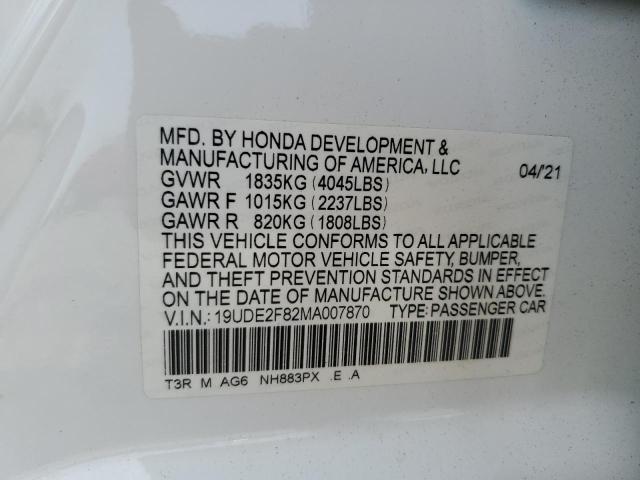 MFD. BY HONDA DEVELOPMENT &
MANUFACTURING OF AMERICA, LLC 04/'21
GVWR 1835KG (4045LBS)
GAWR F 1015KG (2237LBS)
GAWR R 820KG (1808LBS)
THIS VEHICLE CONFORMS TO ALL APPLICABLE
FEDERAL MOTOR VEHICLE SAFETY, BUMPER,
AND THEFT PREVENTION STANDARDS IN EFFECT
ON THE DATE OF MANUFACTURE SHOWN ABOVE.
V.I.N.: 19UDE2F82MA007870 TYPE: PASSENGER CAR
T3R M AG6 NH883PX .E .A